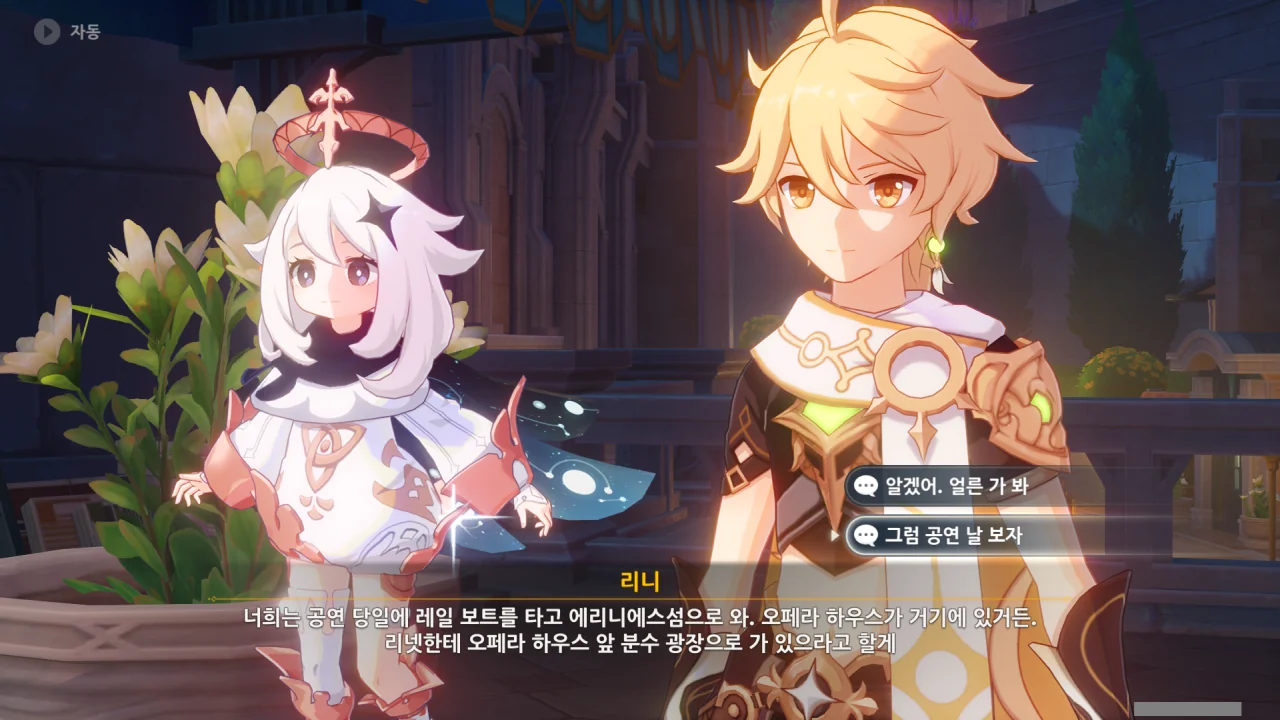 자동
알겠어. 얼른 가 봐
그럼 공연 날 보자
리니
너희는 공연 당일에 레일 보트를 타고 에리니에스섬으로 와. 오페라 하우스가 거기에 있거든.
리넷한테 오페라 하우스 앞 분수 광장으로 가 있으라고 할게